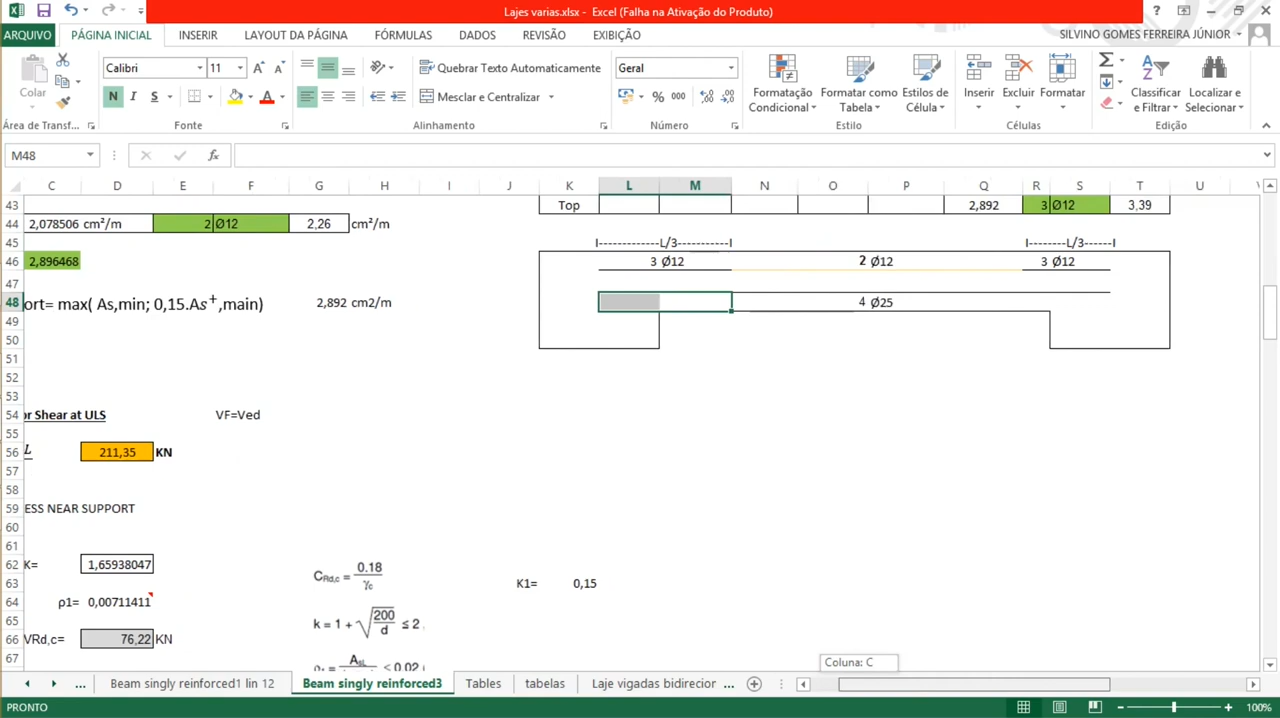 Lajes varias.xlsx - Excel (Falha na Ativação do Produto)
ARQUIVO PÁGINA INICIAL INSERIR LAYOUT DA PÁGINA FÓRMULAS DADOS REVISÃO EXIBIÇÃO SILVINO GOMES FERREIRA JÚNIOR
Colar Calibri 11 Quebrar Texto Automaticamente Geral
N I S Mesclar e Centralizar % 000
Formatação Condicional Formatar como Tabela Estilos de Célula Inserir Excluir Formatar Classificar e Filtrar Localizar e Selecionar
Área de Transf... Fonte Alinhamento Número Estilo Células Edição
M48 fx
C D E F G H I J K L M N O P Q R S T U
43 Top 2,892 3 Ø12 3,39
44 2,078506 cm²/m 2 Ø12 2,26 cm²/m
45 I------------L/3-----------I I--------L/3------I
46 2,896468 3 Ø12 2 Ø12 3 Ø12
47
48 ort= max( As,min; 0,15.As+,main) 2,892 cm2/m 4 Ø25
49
50
51
52
53
54 or Shear at ULS VF=Ved
55
56 L 211,35 KN
57
58
59 ESS NEAR SUPPORT
60
61
62 K= 1,65938047
63 CRd,c = 0.18 / γc K1= 0,15
64 ρ1= 0,00711411
65 k = 1 + √200/d ≤ 2
66 VRd,c= 76,22 KN
67 Asl ≤ 0.02
Coluna: C
... Beam singly reinforced1 lin 12 Beam singly reinforced3 Tables tabelas Laje vigadas bidirecior ...
PRONTO 100%